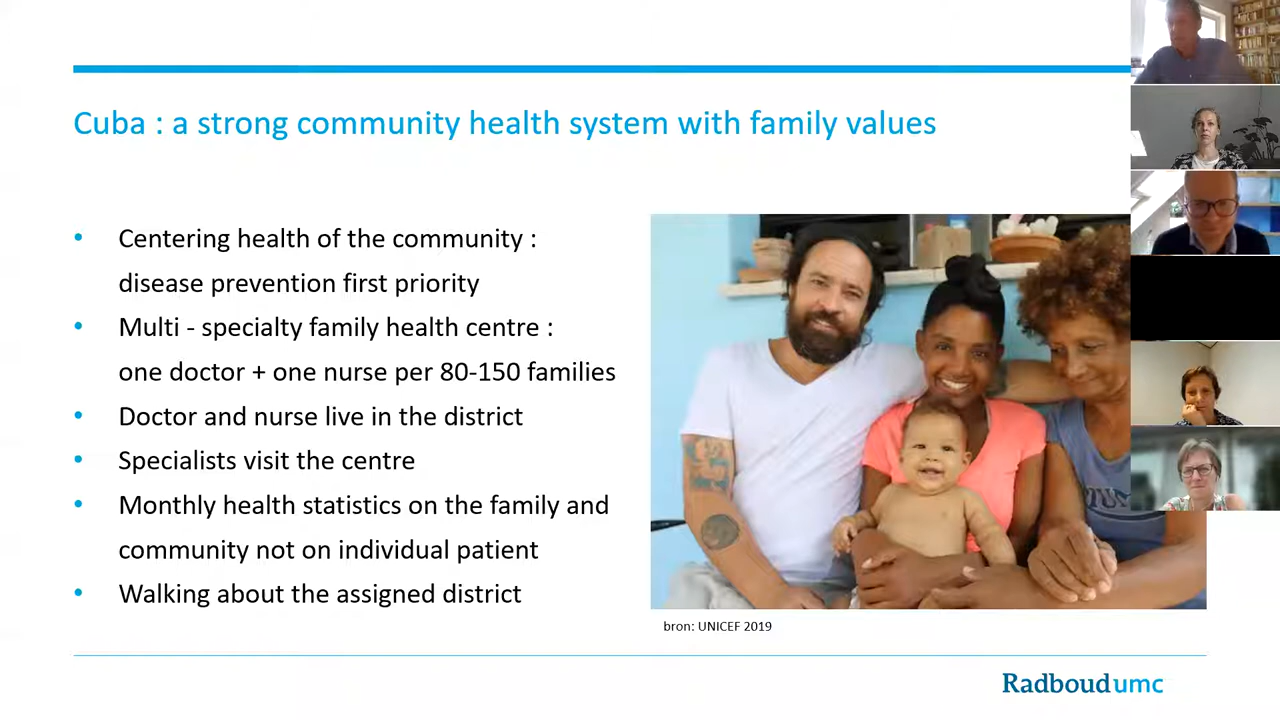 Cuba : a strong community health system with family values
• Centering health of the community :
disease prevention first priority
• Multi - specialty family health centre :
one doctor + one nurse per 80-150 families
• Doctor and nurse live in the district
• Specialists visit the centre
• Monthly health statistics on the family and
community not on individual patient
• Walking about the assigned district
bron: UNICEF 2019
Radboudumc